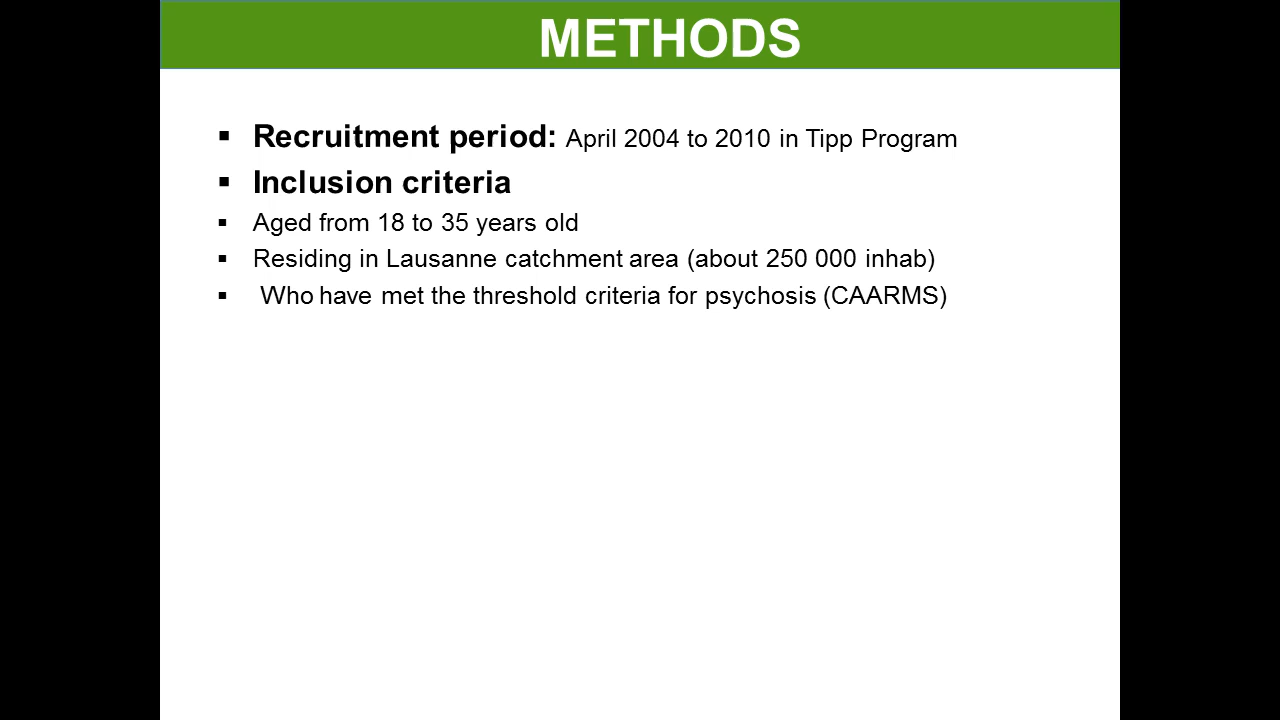 METHODS
▪ Recruitment period: April 2004 to 2010 in Tipp Program
▪ Inclusion criteria
▪ Aged from 18 to 35 years old
▪ Residing in Lausanne catchment area (about 250 000 inhab)
▪ Who have met the threshold criteria for psychosis (CAARMS)